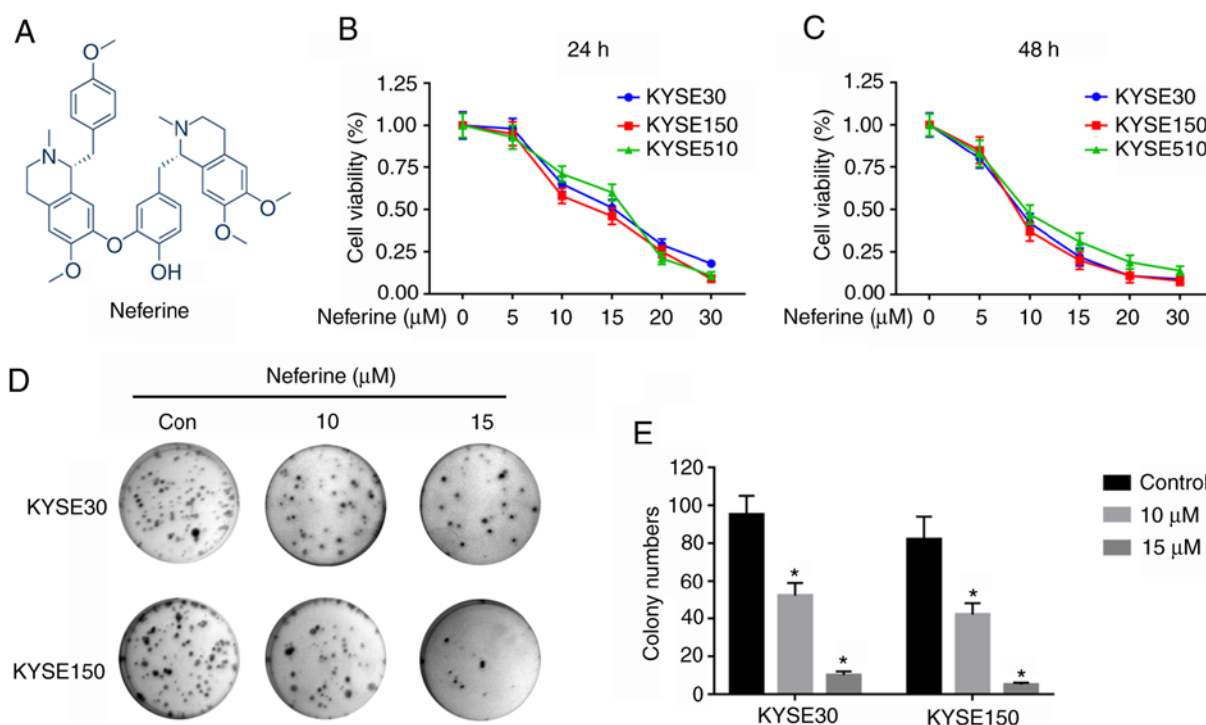 A
O
O
N
N
O
O
O
O
OH
Neferine
B
24 h
KYSE30
KYSE150
KYSE510
Cell viability (%)
1.25
1.00
0.75
0.50
0.25
0.00
Neferine (μM) 0 5 10 15 20 30
C
48 h
KYSE30
KYSE150
KYSE510
Cell viability (%)
1.25
1.00
0.75
0.50
0.25
0.00
Neferine (μM) 0 5 10 15 20 30
D
Neferine (μM)
Con 10 15
KYSE30
KYSE150
E
Colony numbers
120
100
80
60
40
20
0
* * * *
KYSE30 KYSE150
Control
10 μM
15 μM